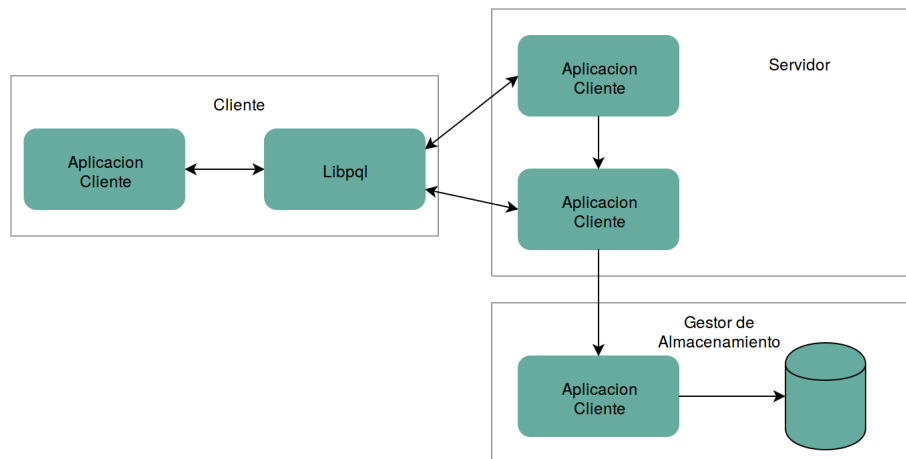 Cliente
Aplicacion
Cliente
Libpql
Servidor
Aplicacion
Cliente
Aplicacion
Cliente
Gestor de
Almacenamiento
Aplicacion
Cliente